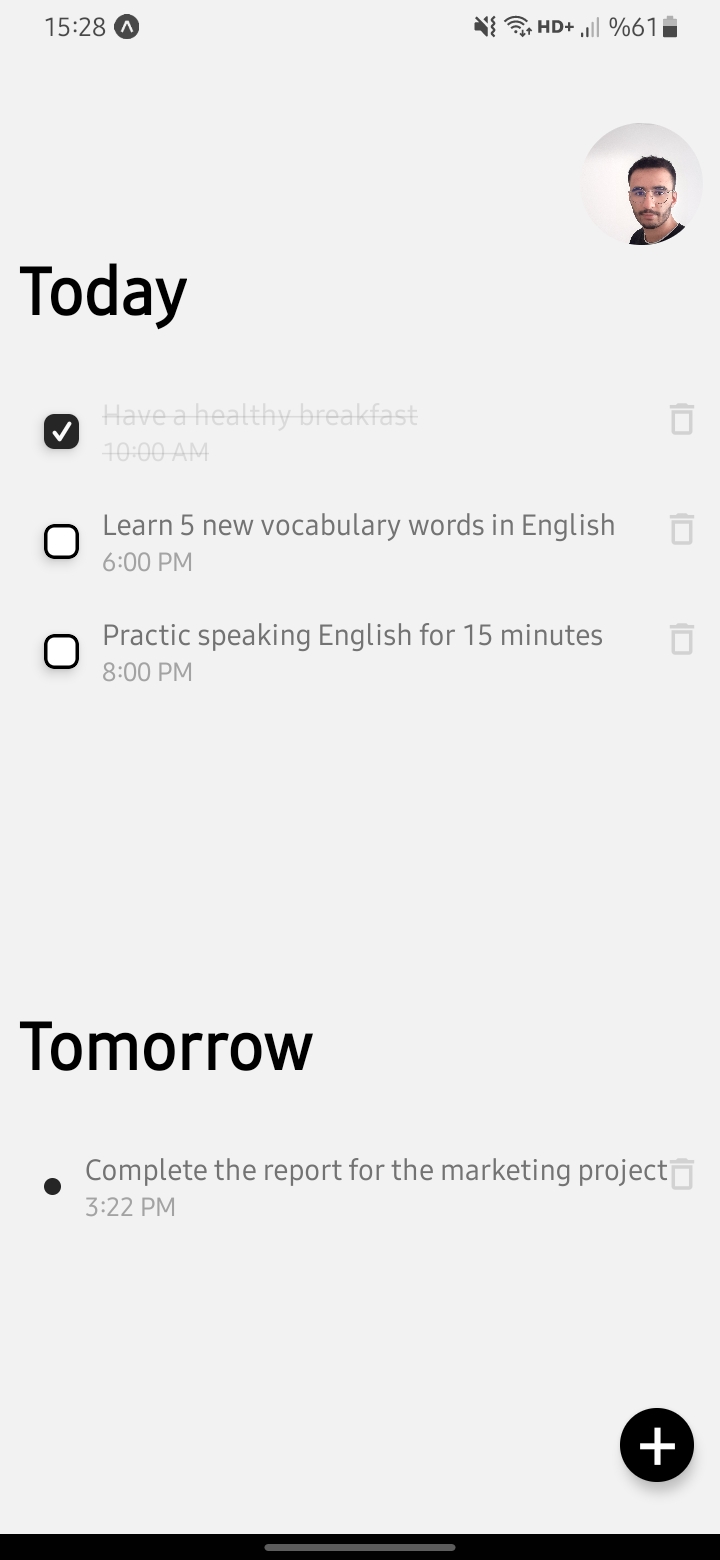 15:28 HD+ %61
Today
Have a healthy breakfast
10:00 AM
Learn 5 new vocabulary words in English
6:00 PM
Practic speaking English for 15 minutes
8:00 PM
Tomorrow
Complete the report for the marketing project
3:22 PM